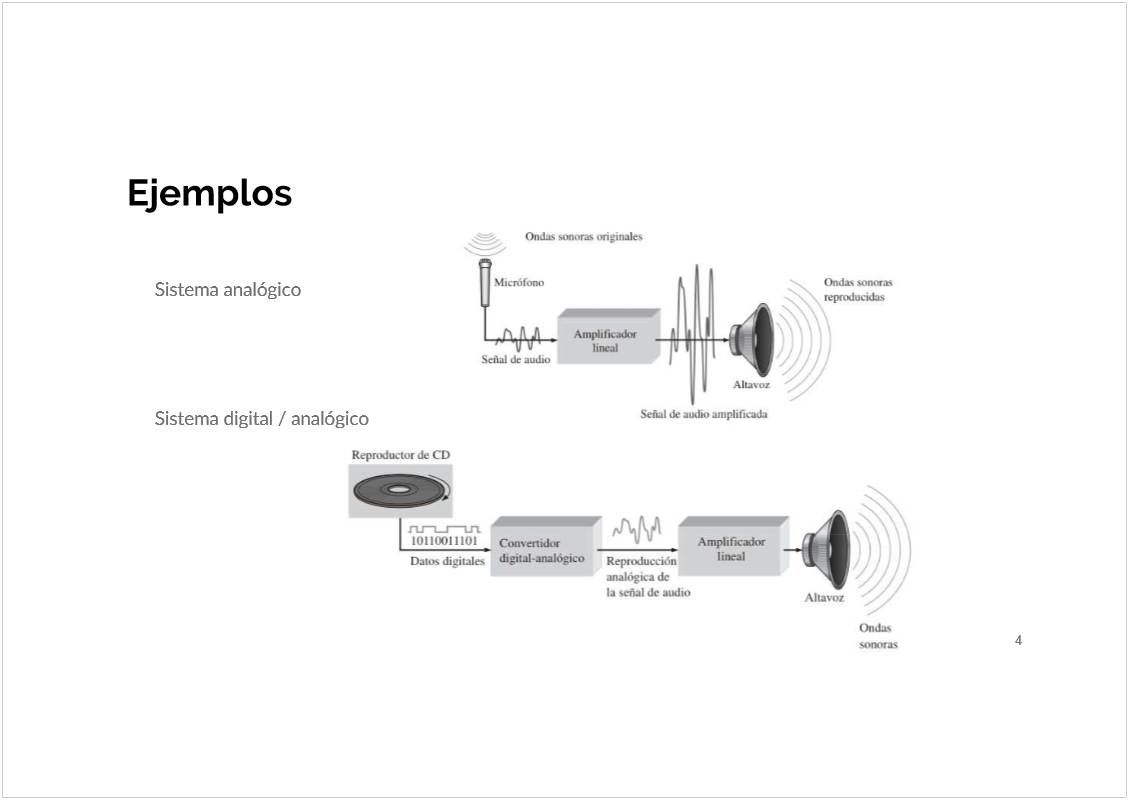 Ejemplos
Ondas sonoras originales
Sistema analógico
Micrófono
Ondas sonoras
reproducidas
Amplificador
lineal
Señal de audio
Altavoz
Señal de audio amplificada
Sistema digital / analógico
Reproductor de CD
10110011101
Datos digitales
Convertidor
digital-analógico
Reproducción
analógica de
la señal de audio
Amplificador
lineal
Altavoz
Ondas
sonoras
4